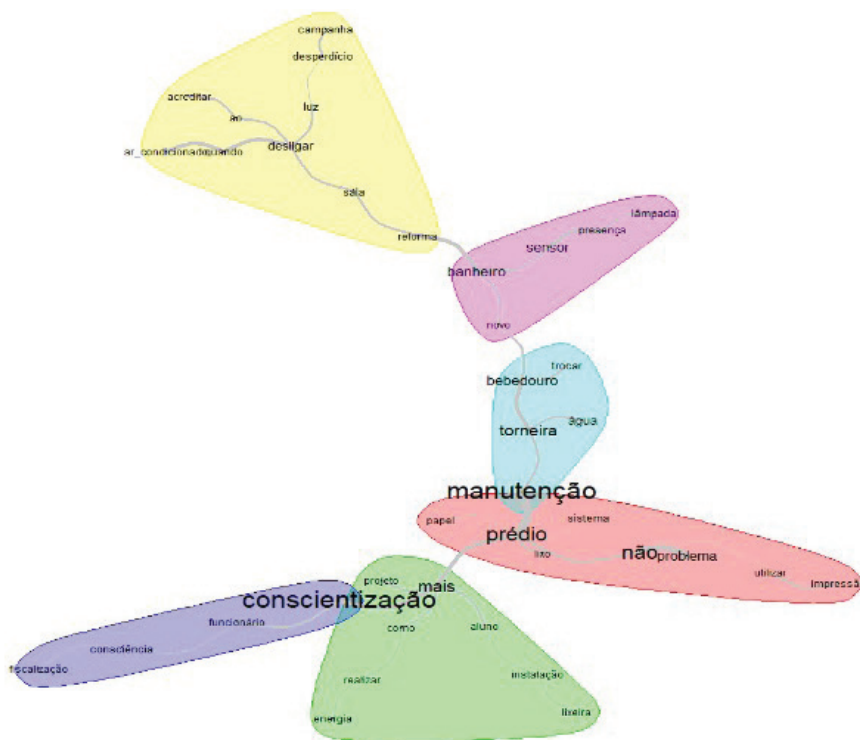 campanha
desperdício
acreditar
ao
luz
ar_condicionado
quando
desligar
sala
reforma
lâmpada
presença
sensor
banheiro
novo
trocar
bebedouro
água
torneira
manutenção
papel
sistema
prédio
lixo
não
problema
utilizar
impressã
projeto
mais
conscientização
funcionário
como
aluno
consciência
fiscalização
realizar
instalação
energia
lixeira